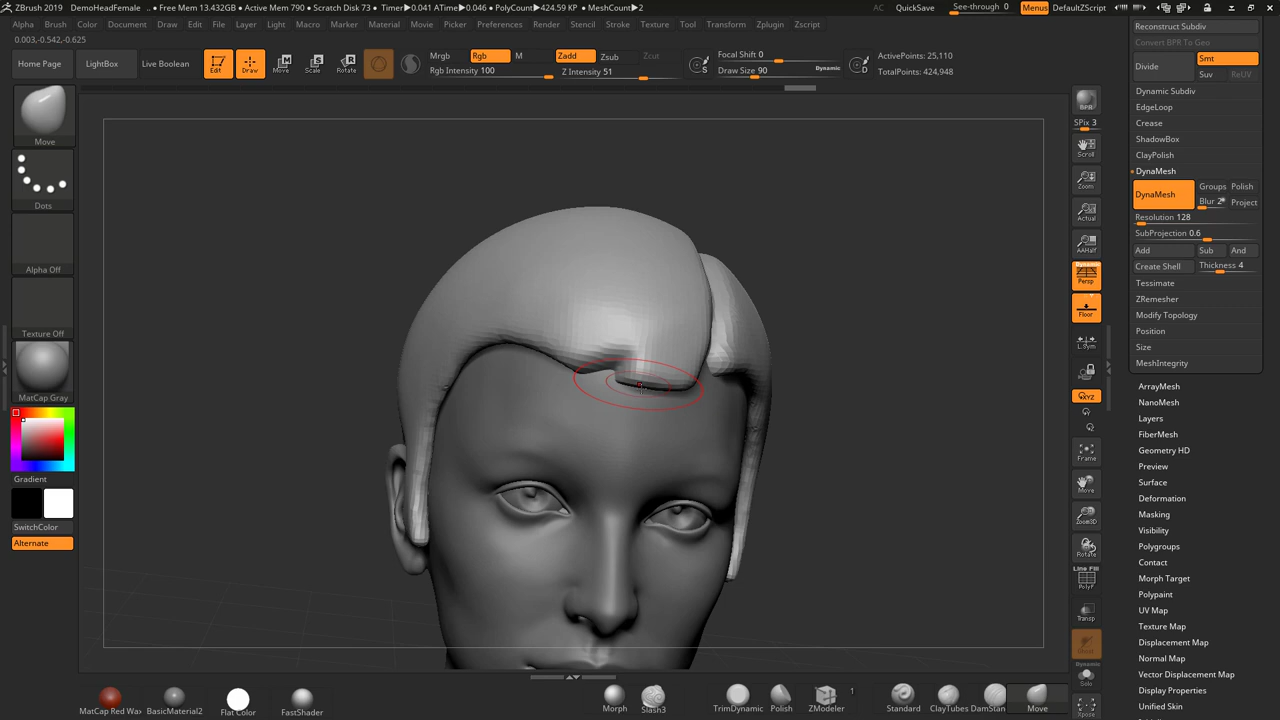 ZBrush 2019 DemoHeadFemale .. • Free Mem 13.432GB • Active Mem 790 • Scratch Disk 73 • Timer▶0.041 ATime▶0.046 • PolyCount▶424.59 KP • MeshCount▶2
AC QuickSave See-through 0 Menus DefaultZScript
Alpha Brush Color Document Draw Edit File Layer Light Macro Marker Material Movie Picker Preferences Render Stencil Stroke Texture Tool Transform Zplugin Zscript
0.003,-0.542,-0.625
Home Page LightBox Live Boolean Edit Draw Move Scale Rotate
Mrgb Rgb M Zadd Zsub Zcut
Rgb Intensity 100 Z Intensity 51
Focal Shift 0
Draw Size 90 Dynamic
S
D
ActivePoints: 25,110
TotalPoints: 424,948
Move
Dots
Alpha Off
Texture Off
MatCap Gray
Gradient
SwitchColor
Alternate
BPR
SPix 3
Scroll
Zoom
Actual
AAHalf
Dynamic
Persp
Floor
L.Sym
XYZ
Frame
Move
Zoom3D
Rotate
Line Fill
PolyF
Transp
Dynamic
Solo
Xpose
Reconstruct Subdiv
Convert BPR To Geo
Divide Smt
Suv ReUV
Dynamic Subdiv
EdgeLoop
Crease
ShadowBox
ClayPolish
DynaMesh
DynaMesh Groups Polish
Blur Project
Resolution 128
SubProjection 0.6
Add Sub And
Create Shell Thickness 4
Tessimate
ZRemesher
Modify Topology
Position
Size
MeshIntegrity
ArrayMesh
NanoMesh
Layers
FiberMesh
Geometry HD
Preview
Surface
Deformation
Masking
Visibility
Polygroups
Contact
Morph Target
Polypaint
UV Map
Texture Map
Displacement Map
Normal Map
Vector Displacement Map
Display Properties
Unified Skin
MatCap Red Wax BasicMaterial2 Flat Color FastShader
Morph Slash3 TrimDynamic Polish ZModeler 1 Standard ClayTubes DamStan Move